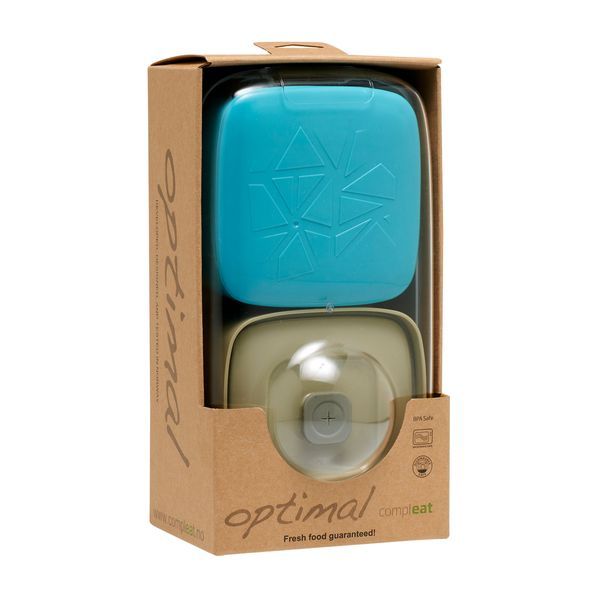 optimal
DEVELOPED, DESIGNED AND TESTED IN NORWAY
www.compleat.no
BPA Safe
optimal
compleat
Fresh food guaranteed!